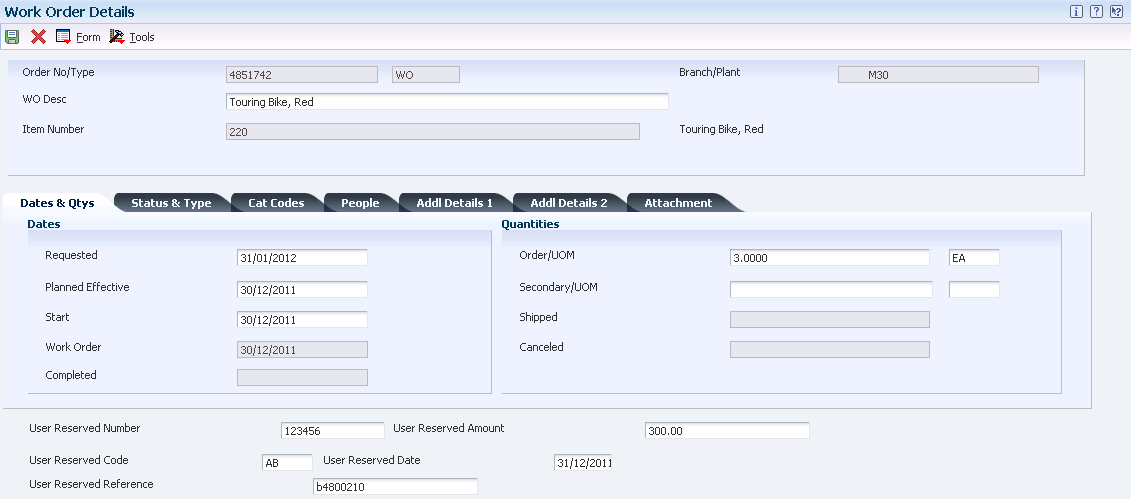 Work Order Details
Form Tools
Order No/Type 4851742 WO Branch/Plant M30
WO Desc Touring Bike, Red
Item Number 220 Touring Bike, Red
Dates & Qtys Status & Type Cat Codes People Addl Details 1 Addl Details 2 Attachment
Dates Quantities
Requested 31/01/2012 Order/UOM 3.0000 EA
Planned Effective 30/12/2011 Secondary/UOM
Start 30/12/2011 Shipped
Work Order 30/12/2011 Canceled
Completed
User Reserved Number 123456 User Reserved Amount 300.00
User Reserved Code AB User Reserved Date 31/12/2011
User Reserved Reference b4800210